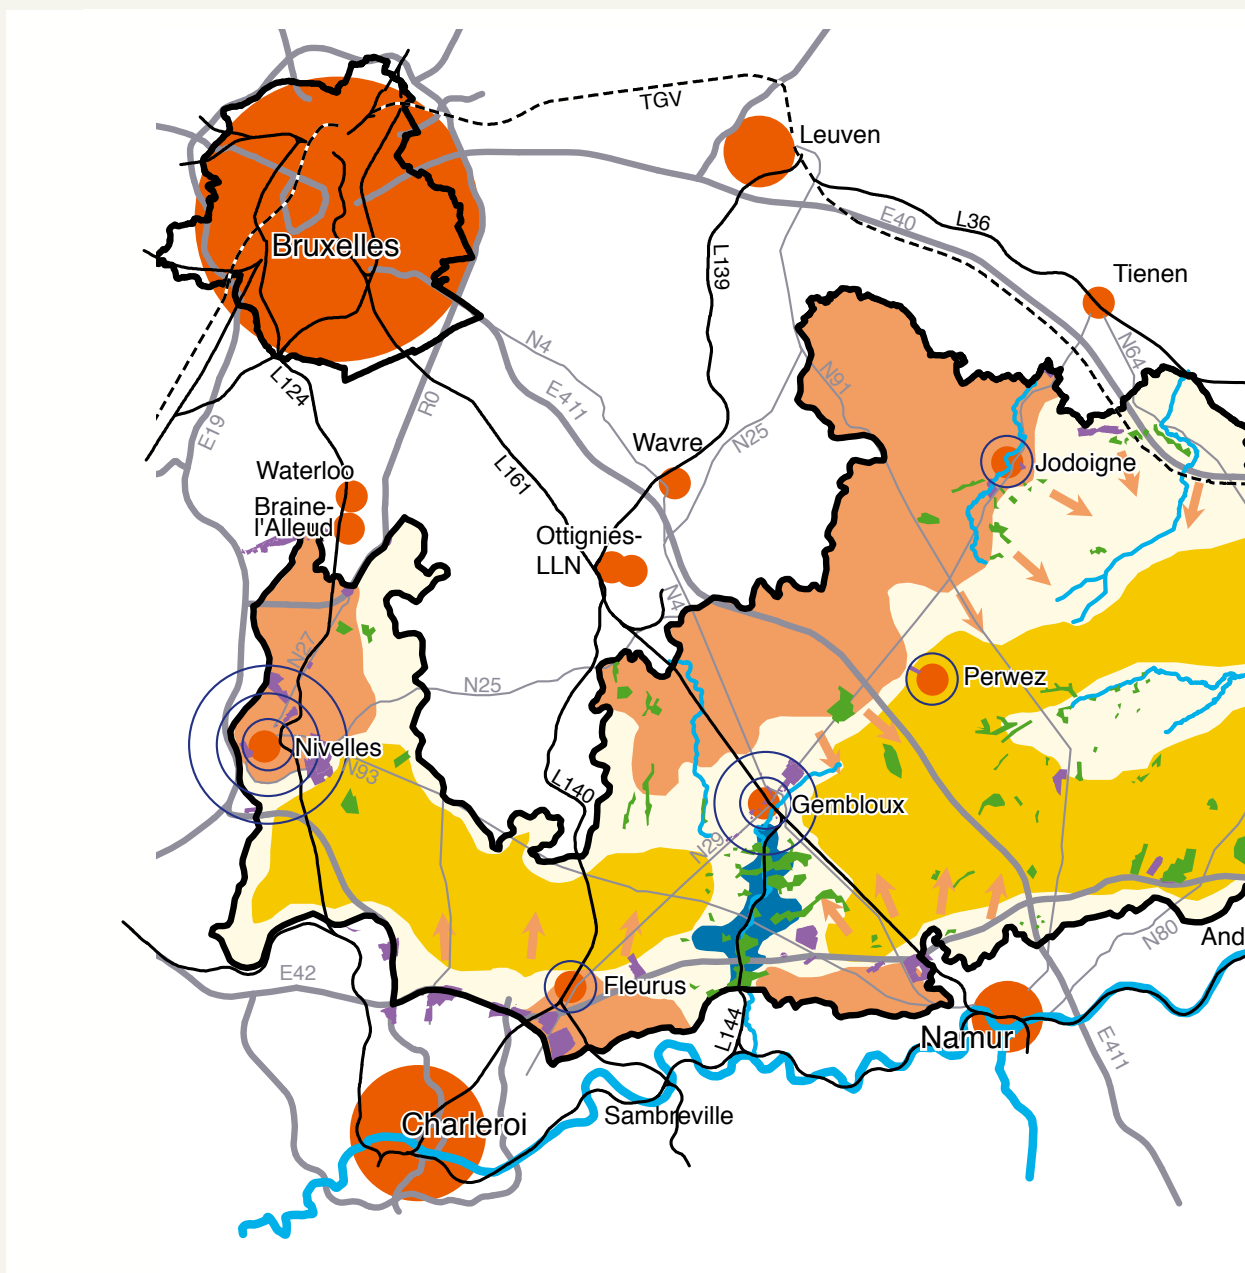 TGV
Leuven
E40
L36
Bruxelles
L139
Tienen
N4
N64
L124
E411
N91
R0
E19
N25
Wavre
Waterloo
L161
Jodoigne
Braine-
l'Alleud
Ottignies-
LLN
N4
N27
Perwez
N25
Nivelles
N93
L140
Gembloux
N29
N80
And
E42
Fleurus
L144
Namur
E411
Charleroi
Sambreville